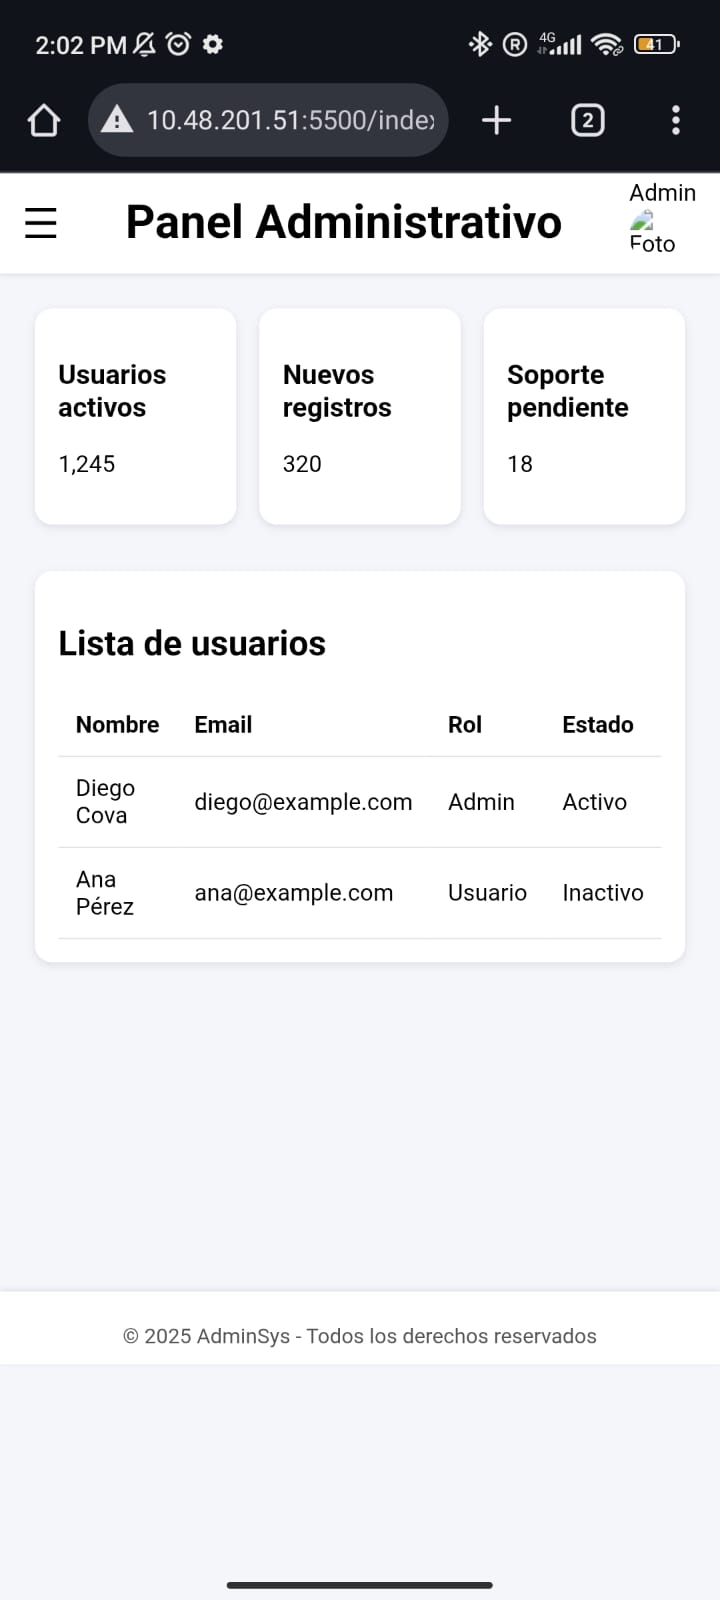 2:02 PM
4G
41
10.48.201.51:5500/index
2
Panel Administrativo
Admin
Foto
Usuarios
activos
1,245
Nuevos
registros
320
Soporte
pendiente
18
Lista de usuarios
Nombre Email Rol Estado
Diego
Cova
diego@example.com Admin Activo
Ana
Pérez
ana@example.com Usuario Inactivo
© 2025 AdminSys - Todos los derechos reservados